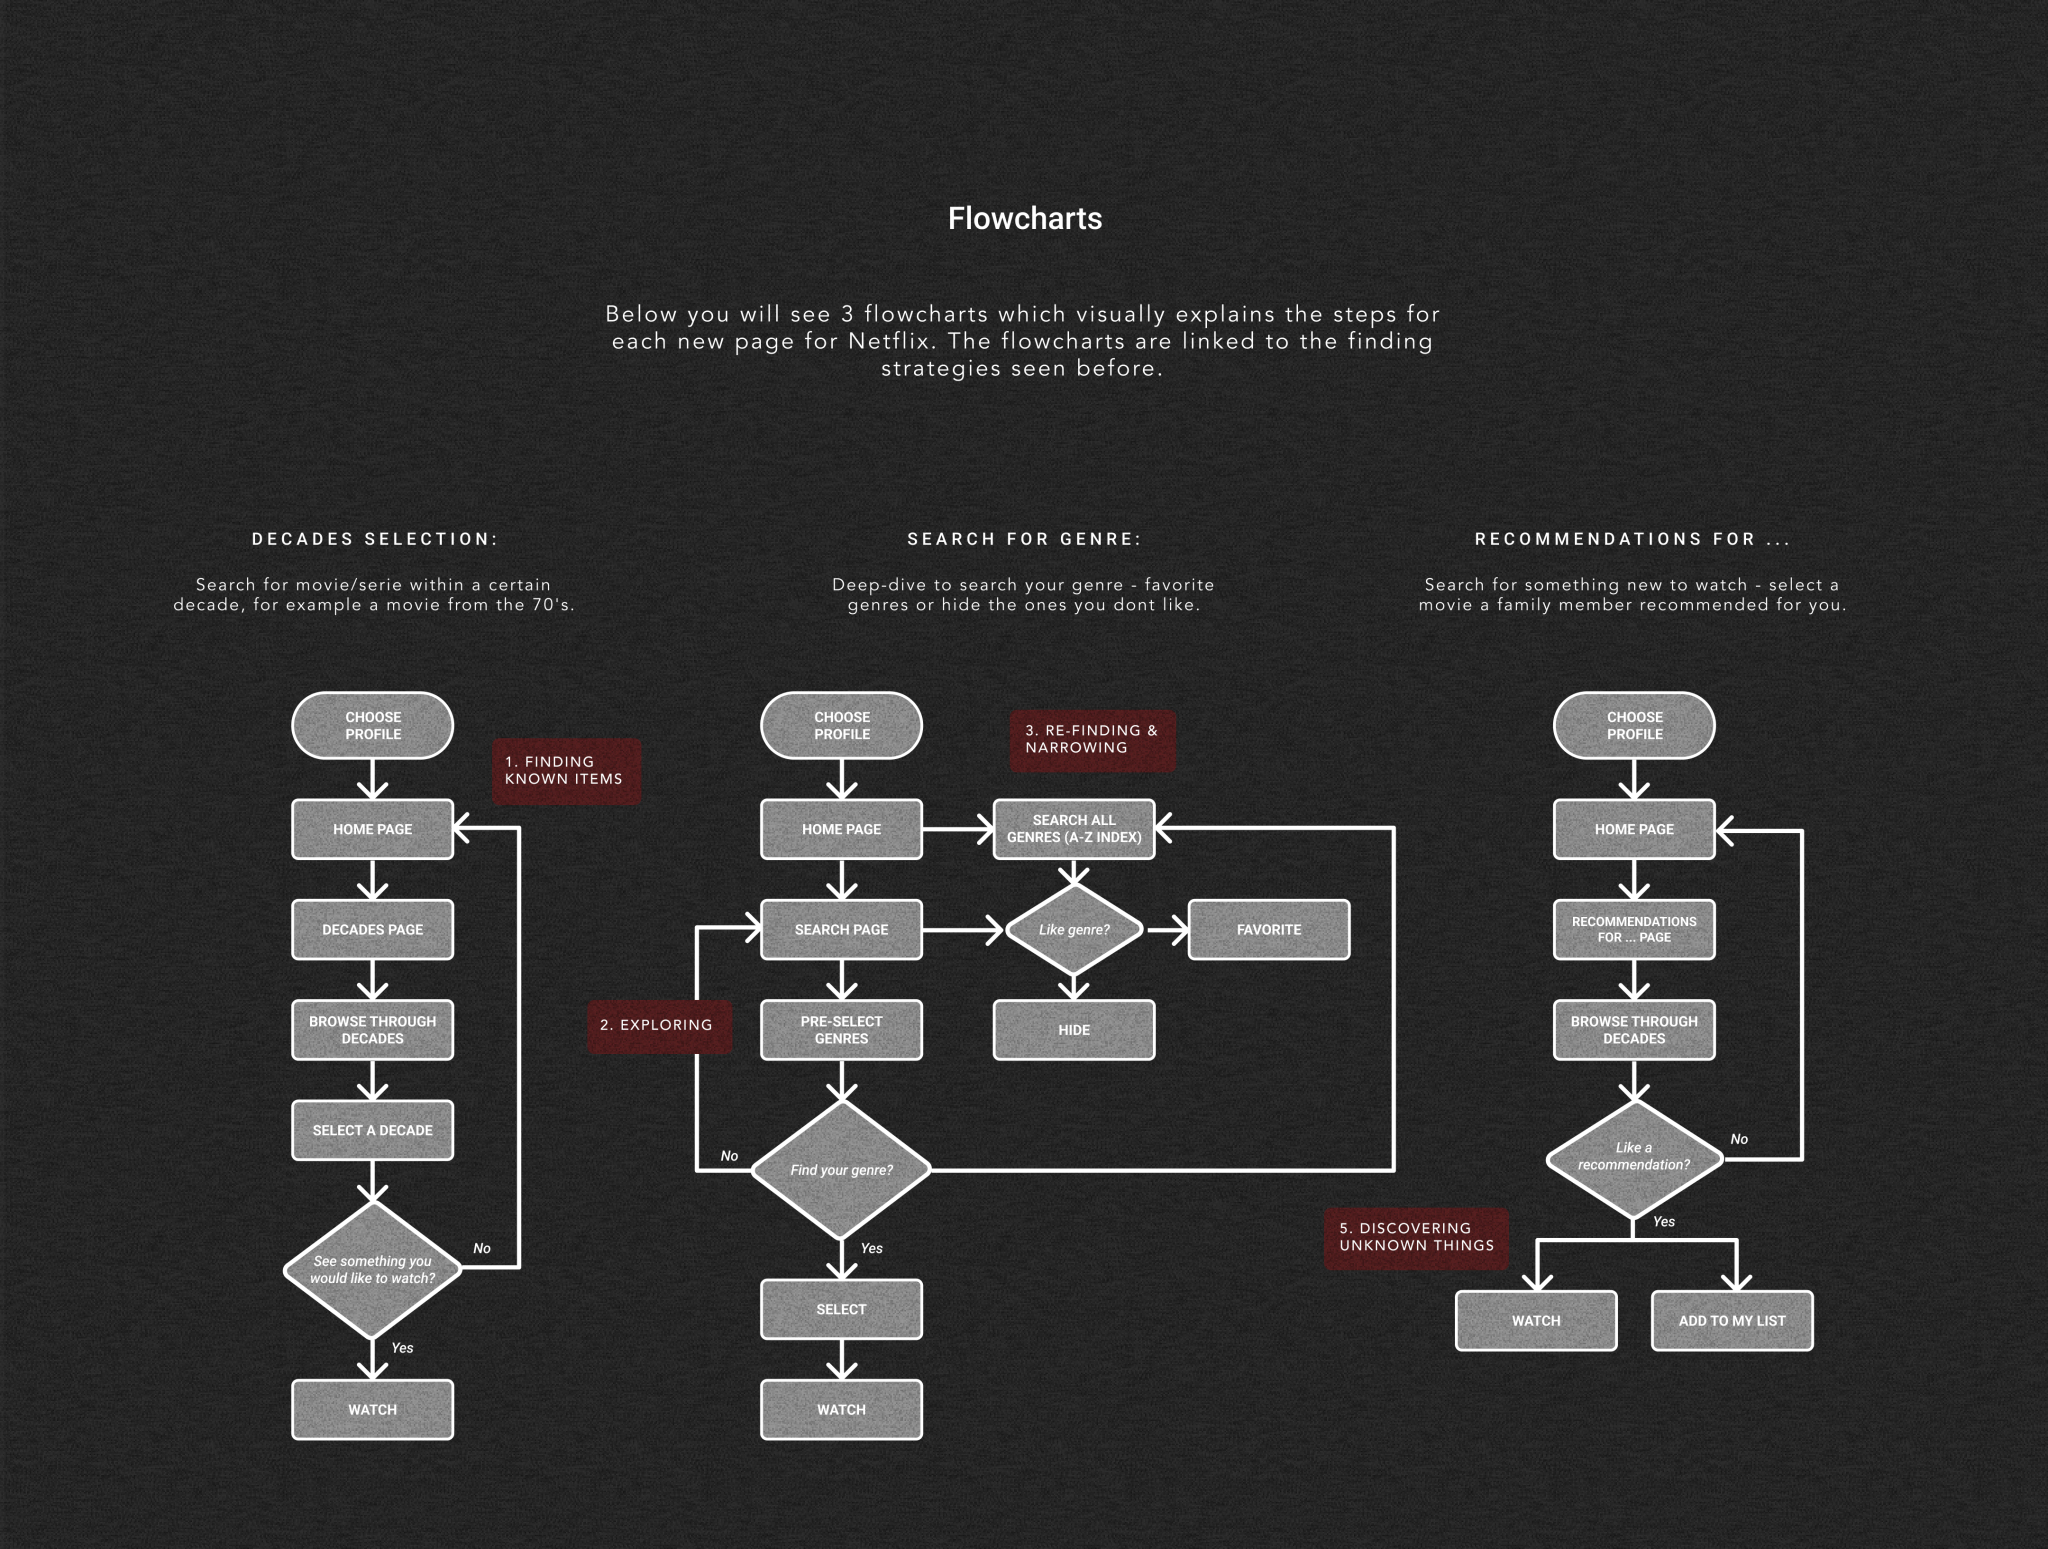 Flowcharts
Below you will see 3 flowcharts which visually explains the steps for
each new page for Netflix. The flowcharts are linked to the finding
strategies seen before.
DECADES SELECTION:
Search for movie/serie within a certain
decade, for example a movie from the 70's.
CHOOSE
PROFILE
1. FINDING
KNOWN ITEMS
HOME PAGE
DECADES PAGE
BROWSE THROUGH
DECADES
SELECT A DECADE
See something you
would like to watch?
No
Yes
WATCH
SEARCH FOR GENRE:
Deep-dive to search your genre - favorite
genres or hide the ones you dont like.
CHOOSE
PROFILE
3. RE-FINDING &
NARROWING
HOME PAGE
SEARCH ALL
GENRES (A-Z INDEX)
SEARCH PAGE
Like genre?
FAVORITE
2. EXPLORING
PRE-SELECT
GENRES
HIDE
No
Find your genre?
Yes
SELECT
WATCH
RECOMMENDATIONS FOR ...
Search for something new to watch - select a
movie a family member recommended for you.
CHOOSE
PROFILE
HOME PAGE
RECOMMENDATIONS
FOR ... PAGE
BROWSE THROUGH
DECADES
Like a
recommendation?
No
Yes
5. DISCOVERING
UNKNOWN THINGS
WATCH
ADD TO MY LIST